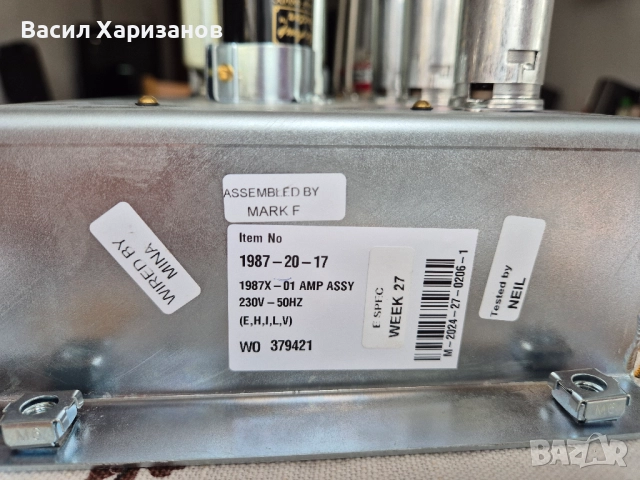 Васил Харизанов
ASSEMBLED BY
MARK F
WIRED BY
MINA
Item No
1987-20-17
1987X-01 AMP ASSY
230V-50HZ
(E,H,I,L,V)
WO 379421
E SPEC
WEEK 27
M-2024-27-0206-1
Tested by
NEIL
BAZAR